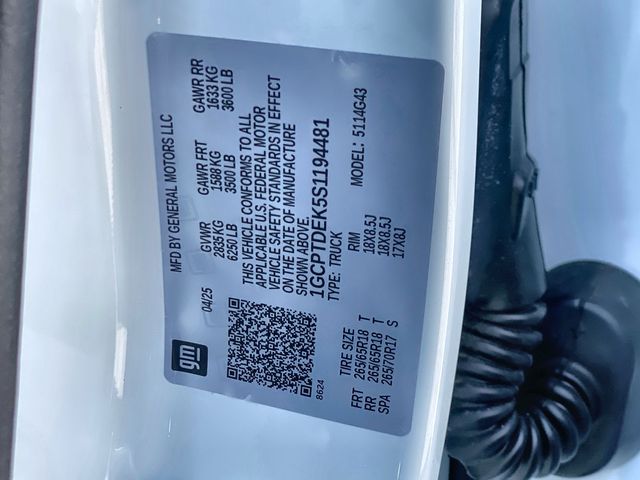 gm
MFD BY GENERAL MOTORS LLC
04/25
GVWR GAWR FRT GAWR RR
2835 KG 1588 KG 1633 KG
6250 LB 3500 LB 3600 LB
THIS VEHICLE CONFORMS TO ALL
APPLICABLE U.S. FEDERAL MOTOR
VEHICLE SAFETY STANDARDS IN EFFECT
ON THE DATE OF MANUFACTURE
SHOWN ABOVE.
1GCPTDEK5S1194481
TYPE: TRUCK MODEL: 5114G43
8624
TIRE SIZE RIM
FRT 265/65R18 T 18X8.5J
RR 265/65R18 T 18X8.5J
SPA 265/70R17 S 17X8J